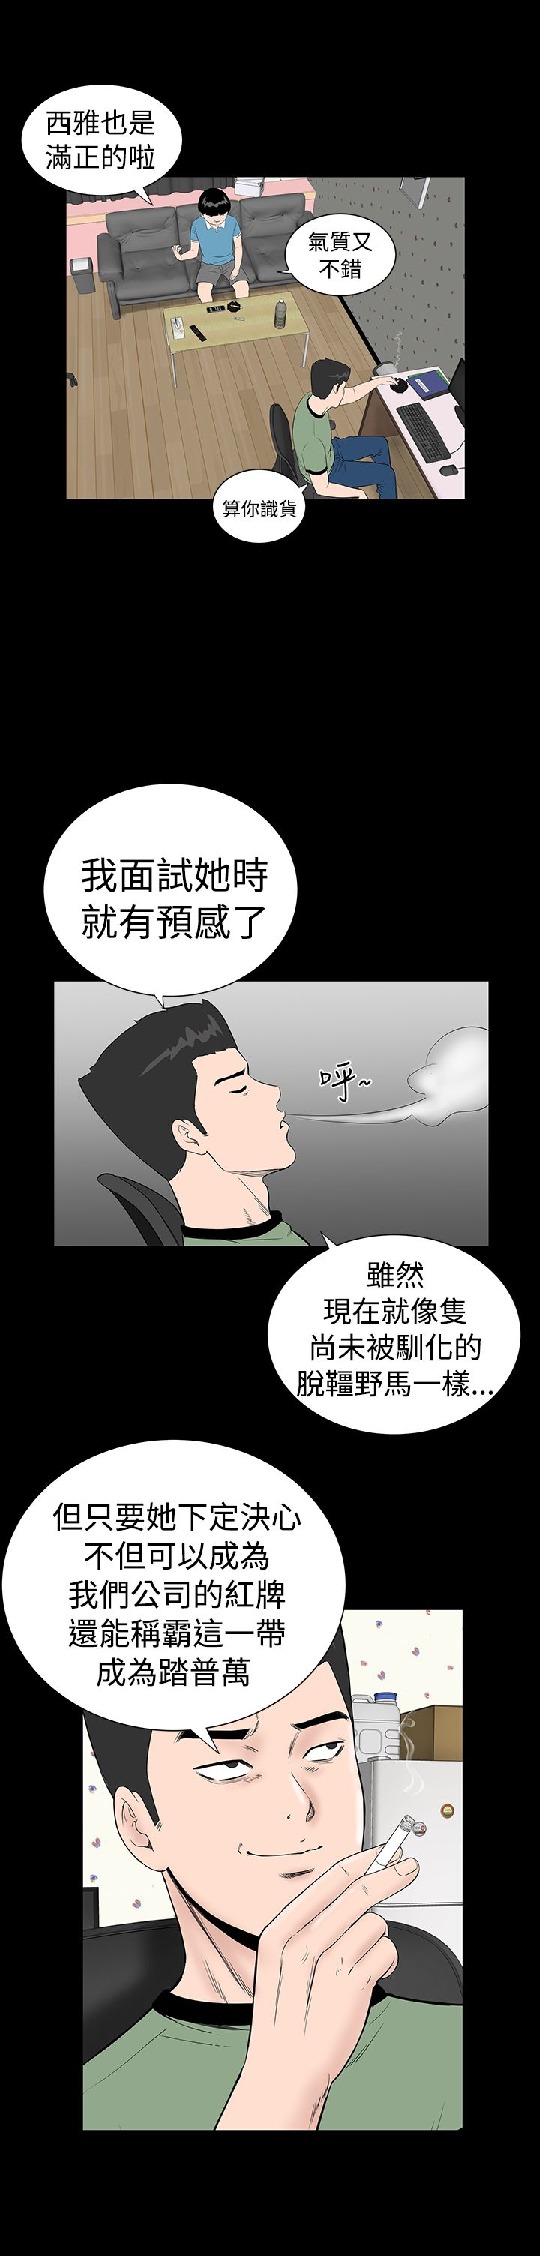 西雅也是
滿正的啦
氣質又
不錯
算你識貨
我面試她時
就有預感了
呼~
雖然
現在就像隻
尚未被馴化的
脫韁野馬一樣...
但只要她下定決心
不但可以成為
我們公司的紅牌
還能稱霸這一帶
成為踏普萬